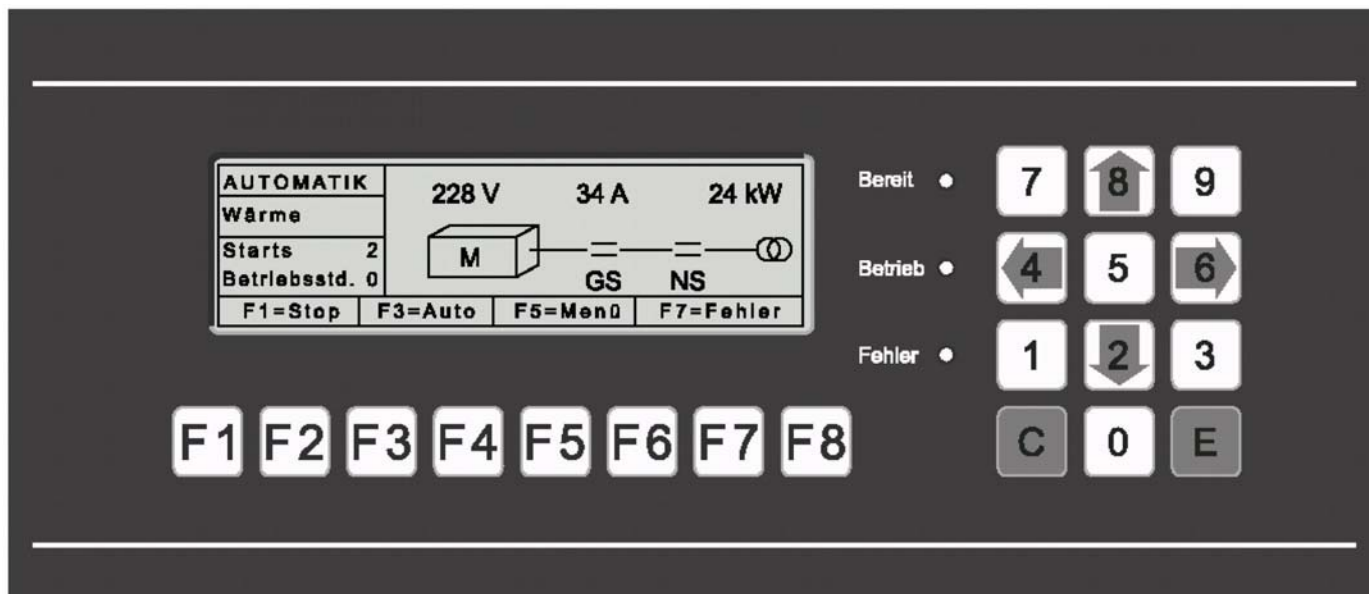 AUTOMATIK
Wärme
Starts 2
Betriebsstd. 0
228 V 34 A 24 kW
M
GS NS
F1=Stop F3=Auto F5=Menü F7=Fehler
Bereit
Betrieb
Fehler
7 8 9
4 5 6
1 2 3
C 0 E
F1 F2 F3 F4 F5 F6 F7 F8